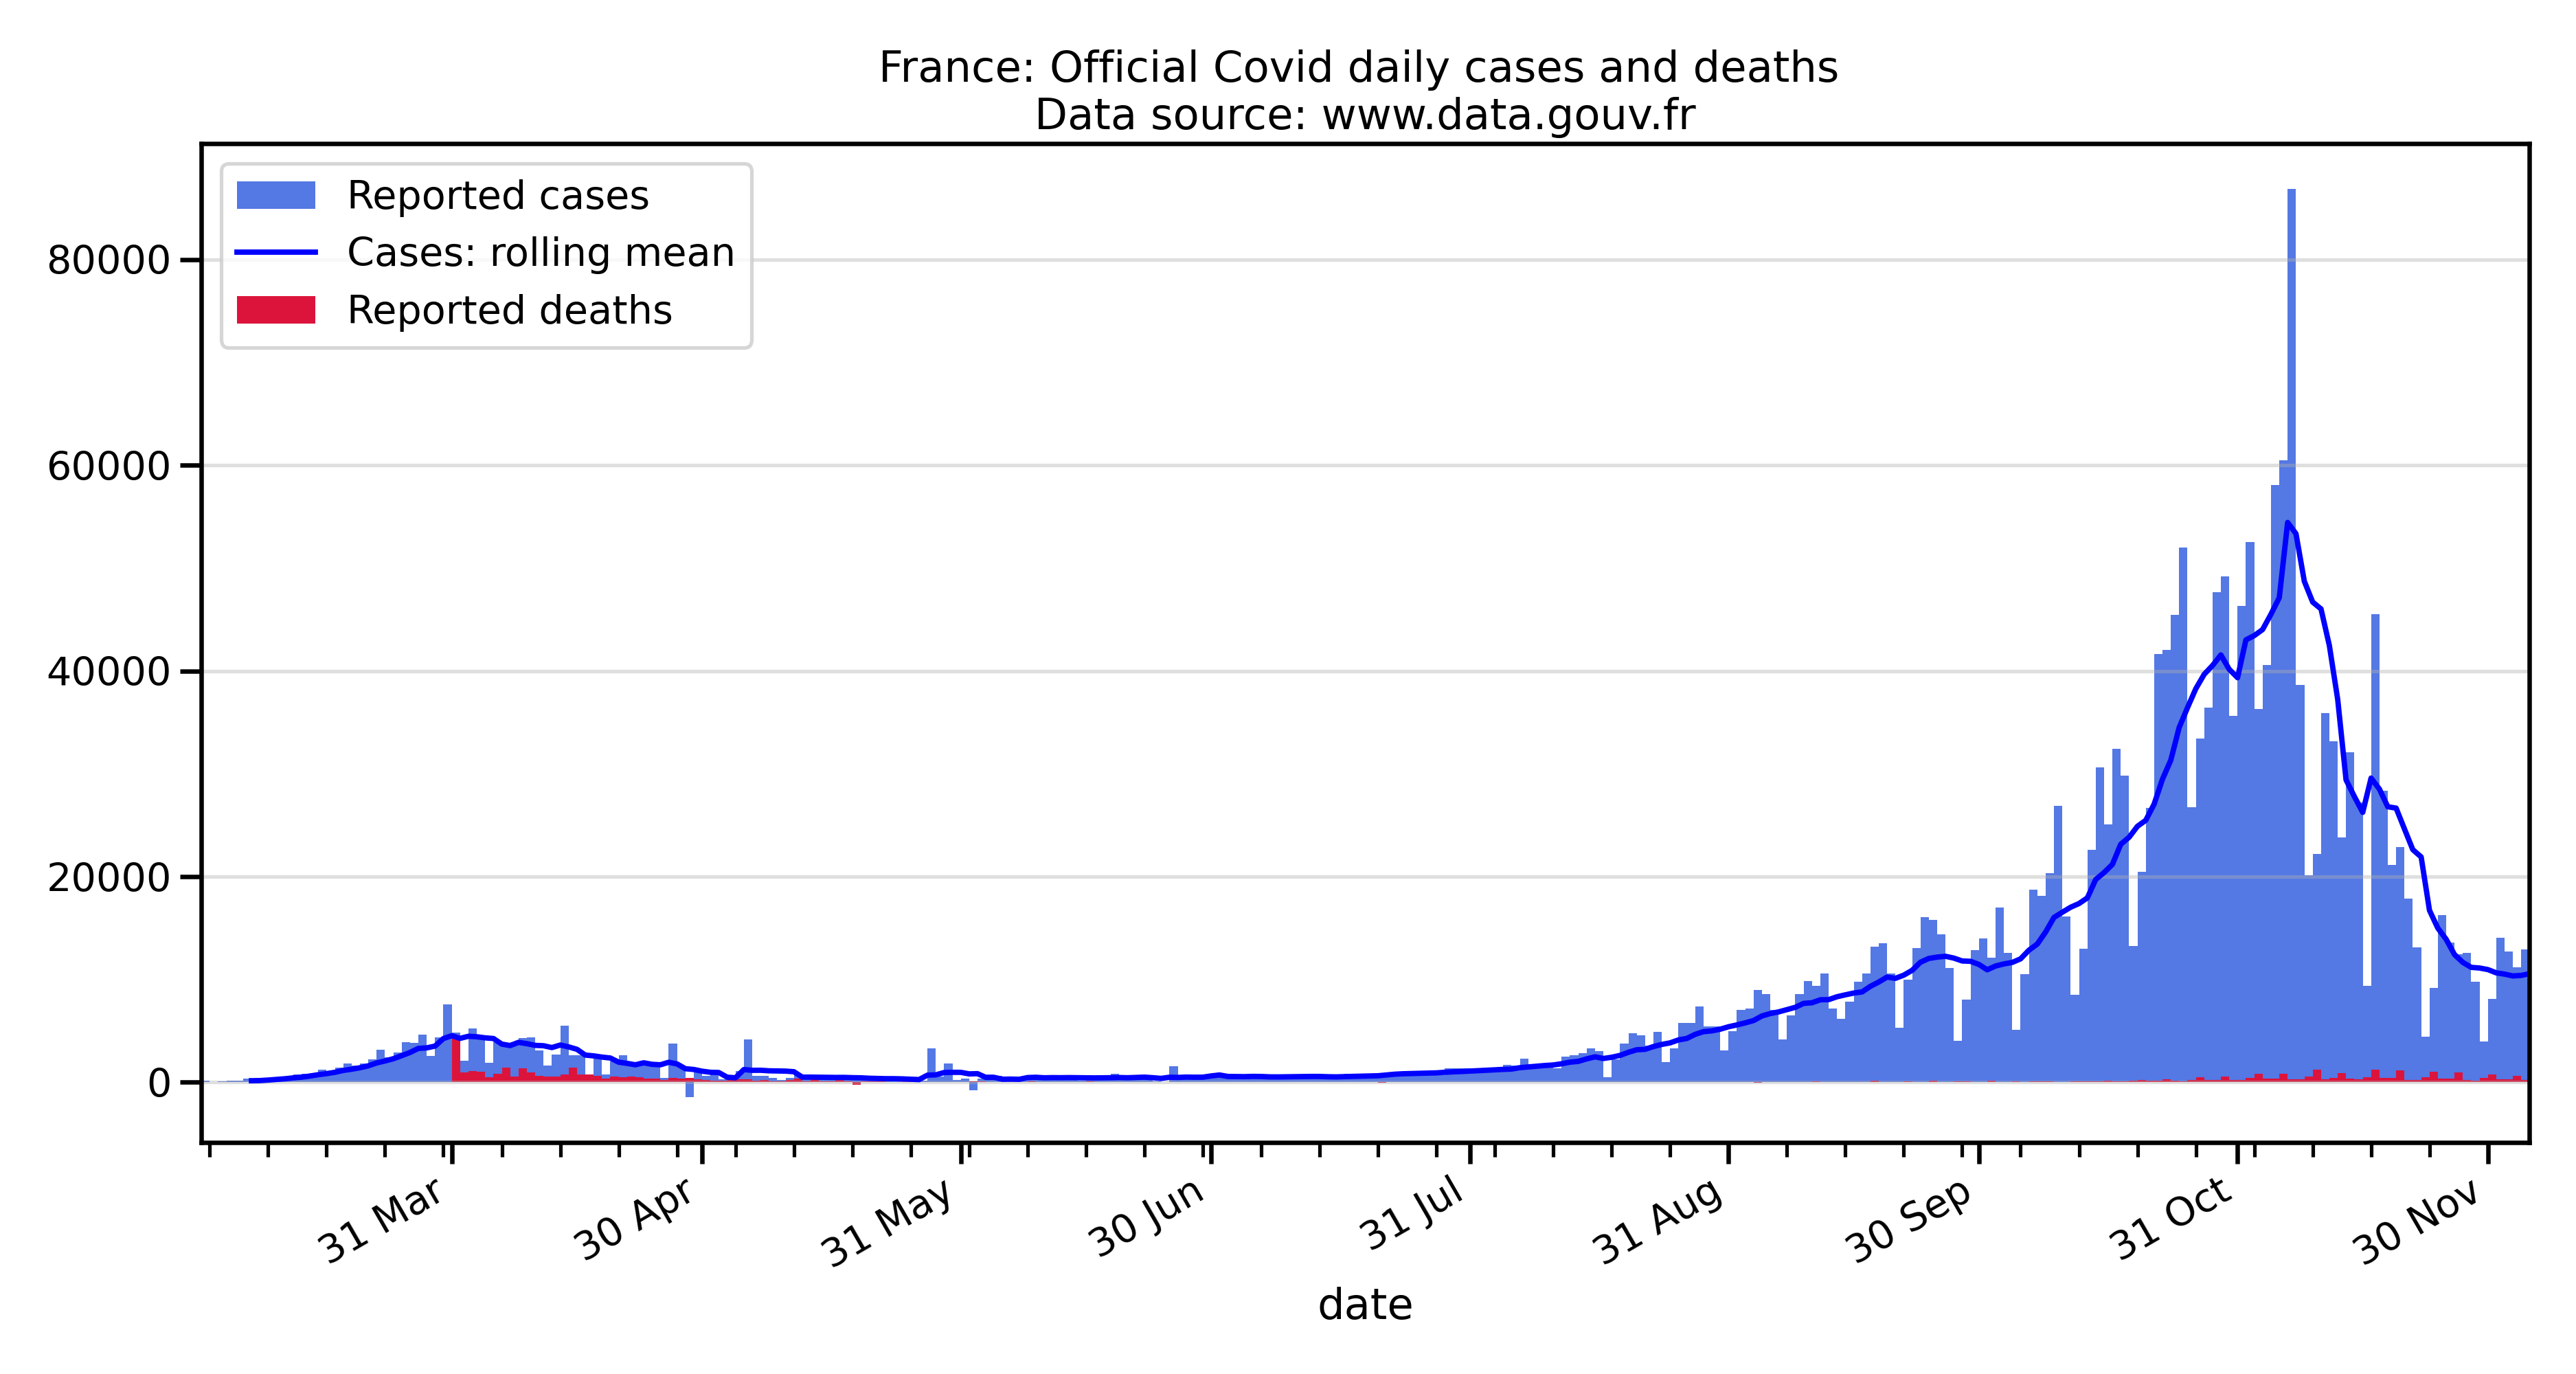 France: Official Covid daily cases and deaths
Data source: www.data.gouv.fr
Reported cases
Cases: rolling mean
Reported deaths
80000
60000
40000
20000
0
31 Mar
30 Apr
31 May
30 Jun
31 Jul
31 Aug
30 Sep
31 Oct
30 Nov
date